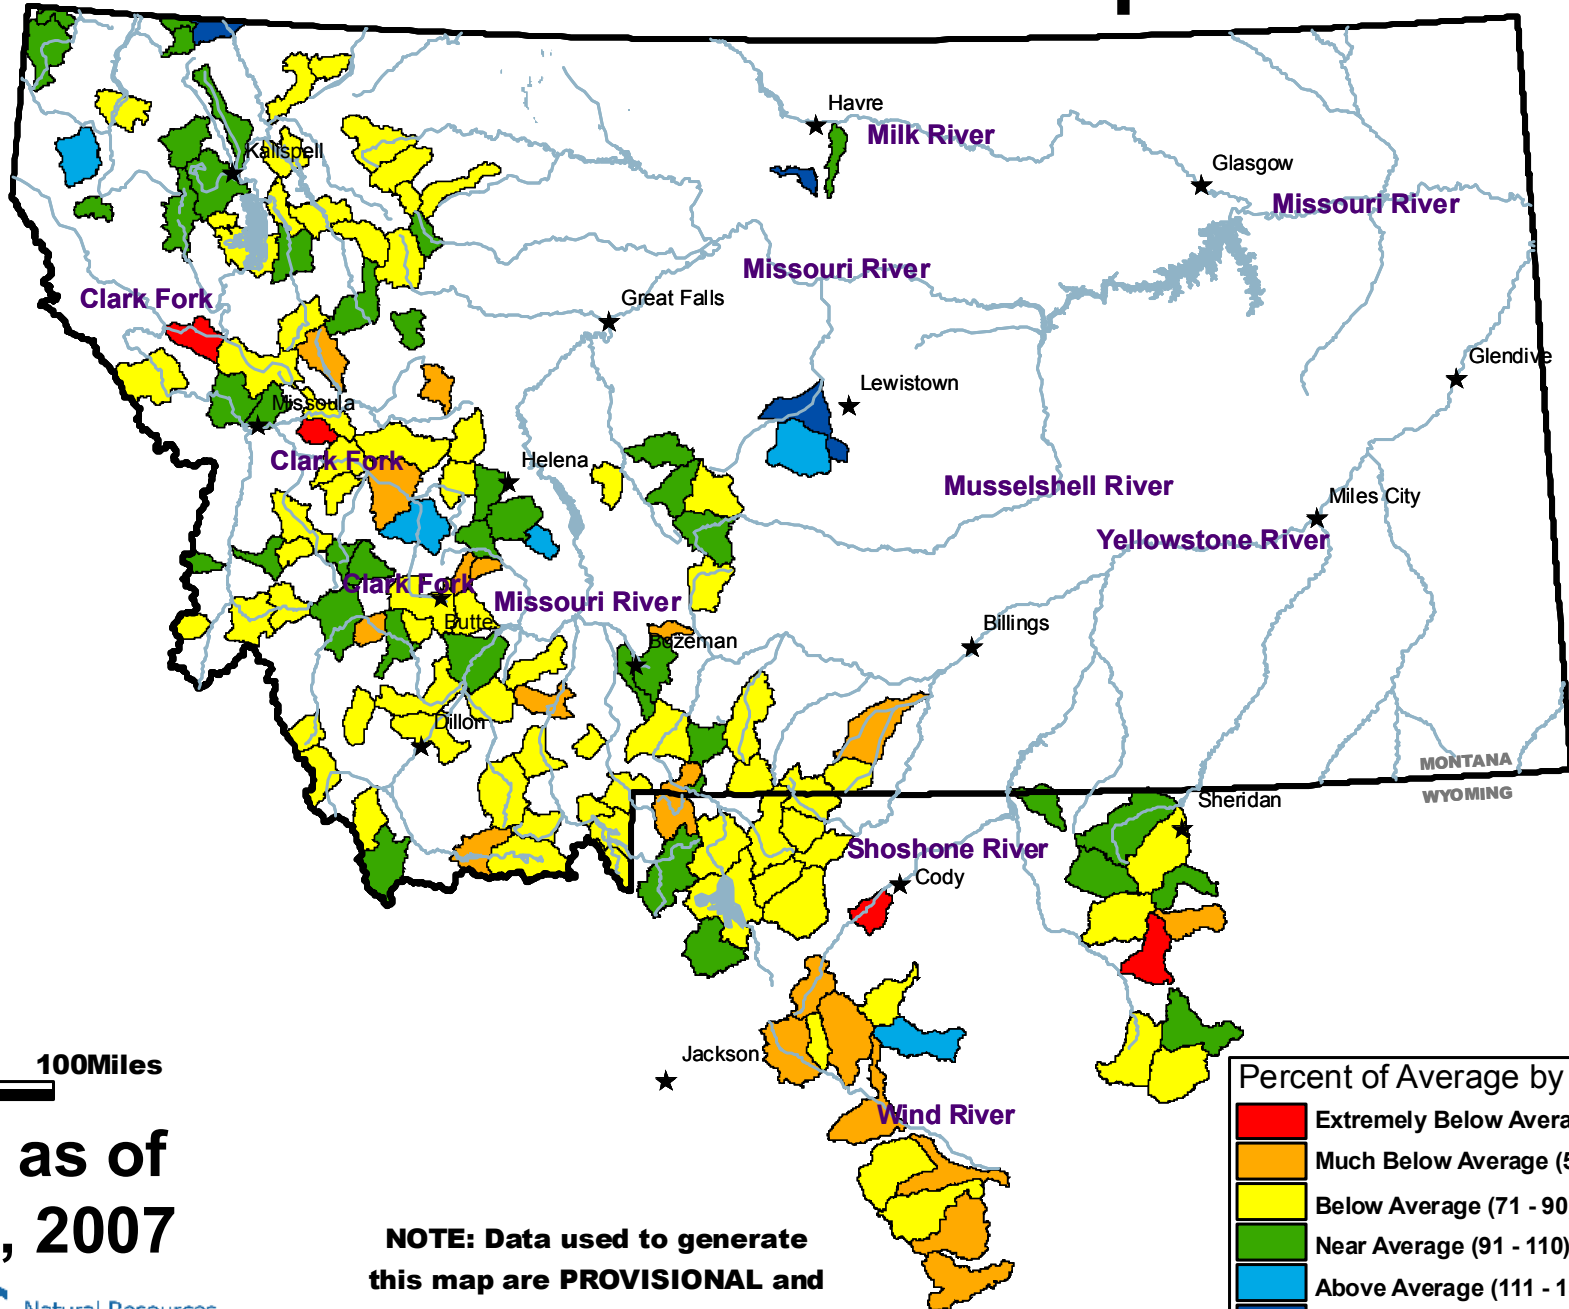 Havre
Milk River
Kalispell
Glasgow
Missouri River
Missouri River
Clark Fork
Great Falls
Glendive
Lewistown
Missoula
Clark Fork
Helena
Musselshell River
Miles City
Yellowstone River
Clark Fork
Missouri River
Butte
Billings
Bozeman
Dillon
MONTANA
WYOMING
Sheridan
Shoshone River
Cody
Jackson
Wind River
100Miles
as of
, 2007
NOTE: Data used to generate
this map are PROVISIONAL and
Natural Resources
Percent of Average by
Extremely Below Avera
Much Below Average (5
Below Average (71 - 90
Near Average (91 - 110)
Above Average (111 - 1